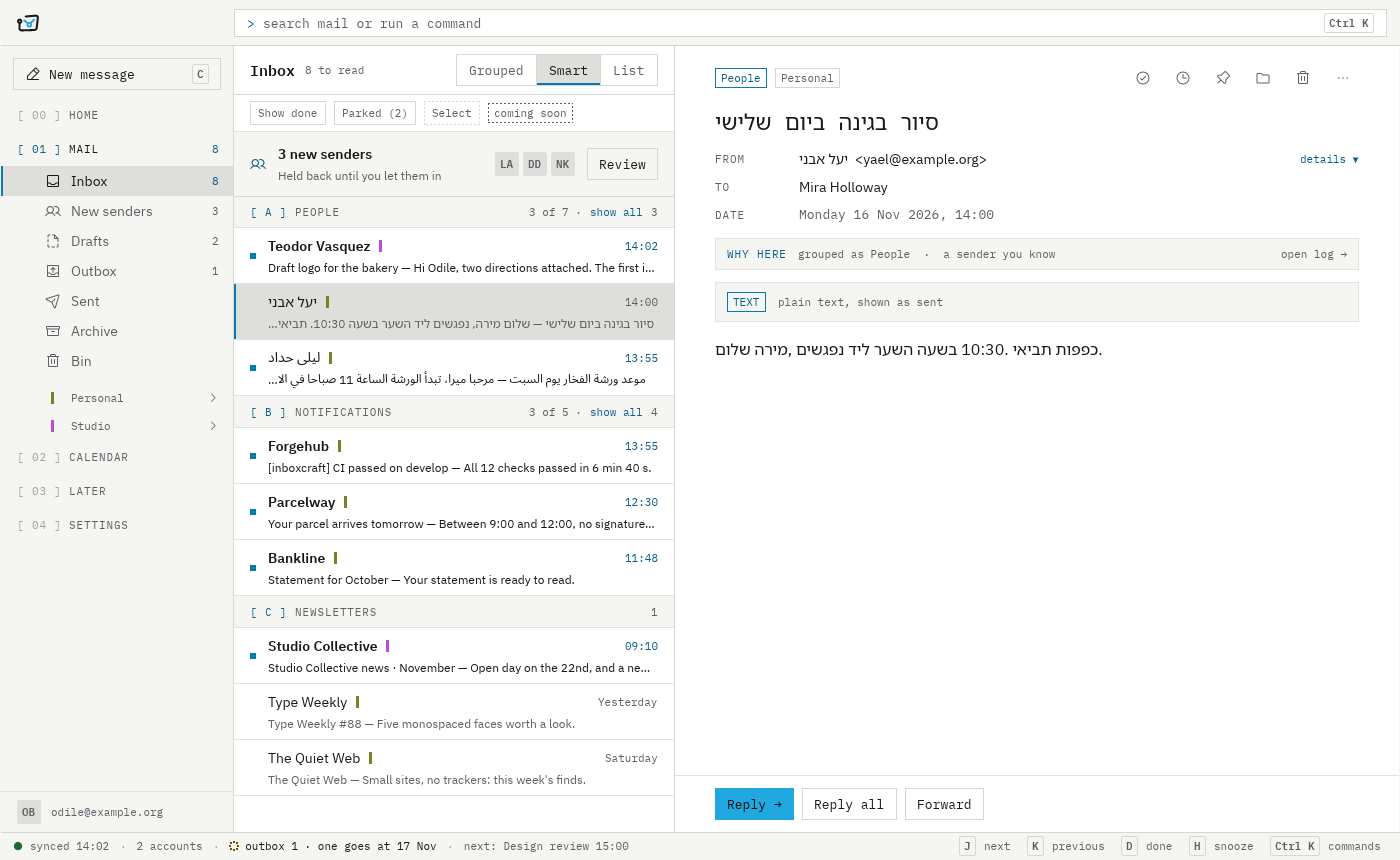 > search mail or run a command
Ctrl K
New message C
[ 00 ] HOME
[ 01 ] MAIL 8
Inbox 8
New senders 3
Drafts 2
Outbox 1
Sent
Archive
Bin
Personal
Studio
[ 02 ] CALENDAR
[ 03 ] LATER
[ 04 ] SETTINGS
OB odile@example.org
Inbox 8 to read
Grouped Smart List
Show done Parked (2) Select coming soon
3 new senders
Held back until you let them in
LA DD NK Review
[ A ] PEOPLE 3 of 7 · show all 3
Teodor Vasquez 14:02
Draft logo for the bakery — Hi Odile, two directions attached. The first i…
יעל אבני 14:00
סיור בגינה ביום שלישי — שלום מירה, נפגשים ליד השער בשעה 10:30. תביאי…
ليلى حداد 13:55
موعد ورشة الفخار يوم السبت — مرحبا ميرا، تبدأ الورشة الساعة 11 صباحا في الا…
[ B ] NOTIFICATIONS 3 of 5 · show all 4
Forgehub 13:55
[inboxcraft] CI passed on develop — All 12 checks passed in 6 min 40 s.
Parcelway 12:30
Your parcel arrives tomorrow — Between 9:00 and 12:00, no signature…
Bankline 11:48
Statement for October — Your statement is ready to read.
[ C ] NEWSLETTERS 1
Studio Collective 09:10
Studio Collective news · November — Open day on the 22nd, and a ne…
Type Weekly Yesterday
Type Weekly #88 — Five monospaced faces worth a look.
The Quiet Web Saturday
The Quiet Web — Small sites, no trackers: this week's finds.
People Personal
סיור בגינה ביום שלישי
FROM יעל אבני <yael@example.org> details ▾
TO Mira Holloway
DATE Monday 16 Nov 2026, 14:00
WHY HERE grouped as People · a sender you know open log →
TEXT plain text, shown as sent
שלום מירה, נפגשים ליד השער בשעה 10:30. תביאי כפפות.
Reply → Reply all Forward
synced 14:02 · 2 accounts · outbox 1 · one goes at 17 Nov · next: Design review 15:00
J next K previous D done H snooze Ctrl K commands